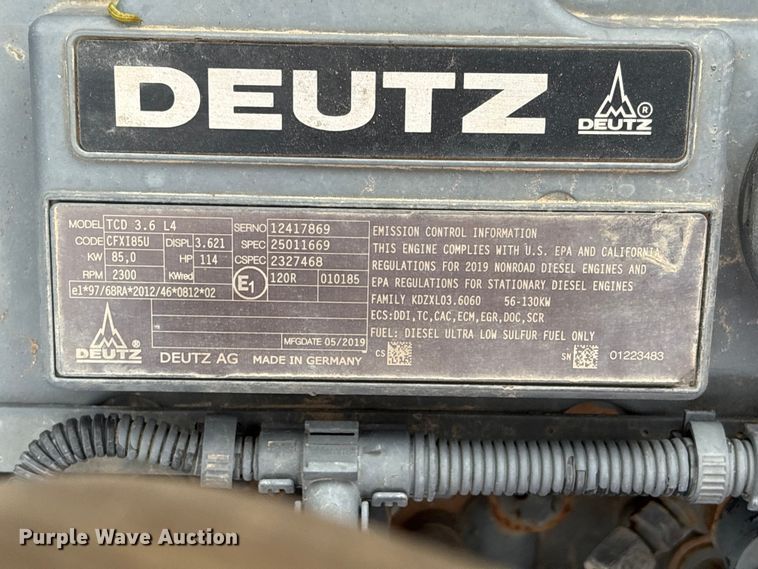 DEUTZ
DEUTZ ®
MODEL TCD 3.6 L4 SERNO 12417869
CODE CFXI85U DISPL 3.621 SPEC 25011669
KW 85,0 HP 114 CSPEC 2327468
RPM 2300 KWred E1 120R 010185
e1*97/68RA*2012/46*0812*02
MFGDATE 05/2019
DEUTZ DEUTZ AG MADE IN GERMANY
EMISSION CONTROL INFORMATION
THIS ENGINE COMPLIES WITH U.S. EPA AND CALIFORNIA
REGULATIONS FOR 2019 NONROAD DIESEL ENGINES AND
EPA REGULATIONS FOR STATIONARY DIESEL ENGINES
FAMILY KDZXL03.6060 56-130KW
ECS:DDI,TC,CAC,ECM,EGR,DOC,SCR
FUEL: DIESEL ULTRA LOW SULFUR FUEL ONLY
CS SN 01223483
Purple Wave Auction